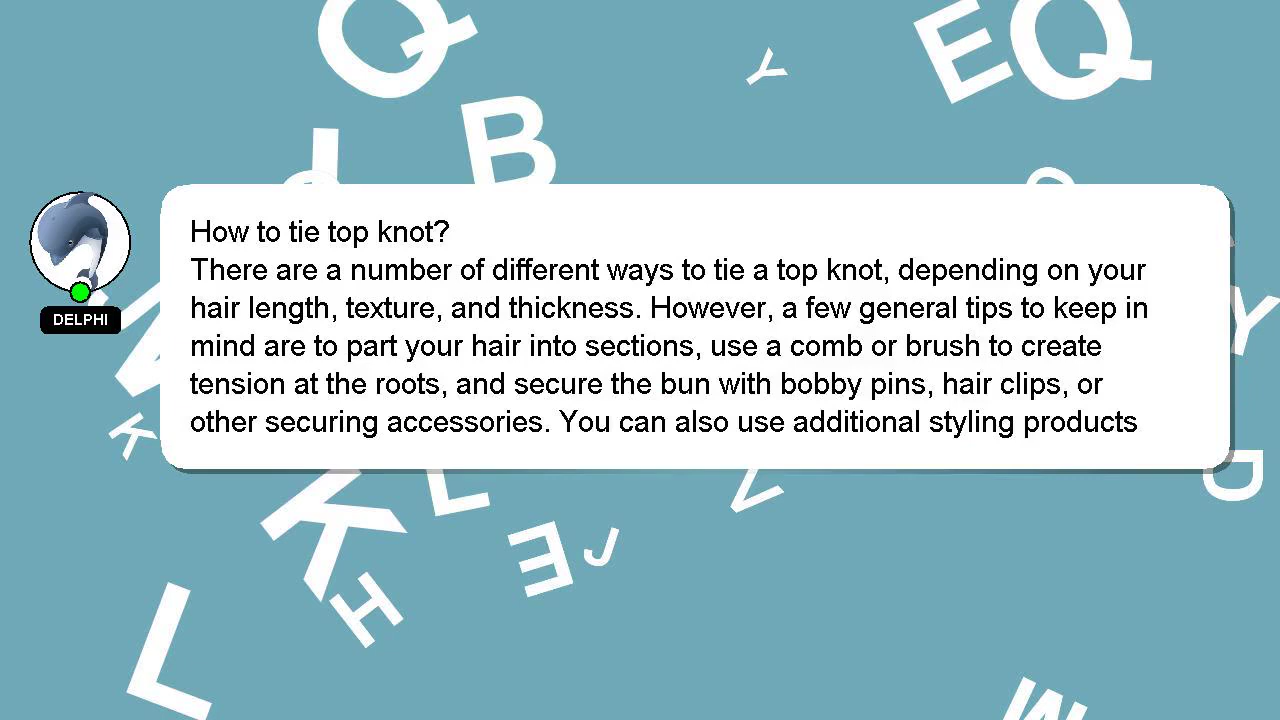 How to tie top knot?
There are a number of different ways to tie a top knot, depending on your
hair length, texture, and thickness. However, a few general tips to keep in
mind are to part your hair into sections, use a comb or brush to create
tension at the roots, and secure the bun with bobby pins, hair clips, or
other securing accessories. You can also use additional styling products
DELPHI
Q
E
Q
Y
B
K
L
V
D
K
E
J
H
L
Y
M